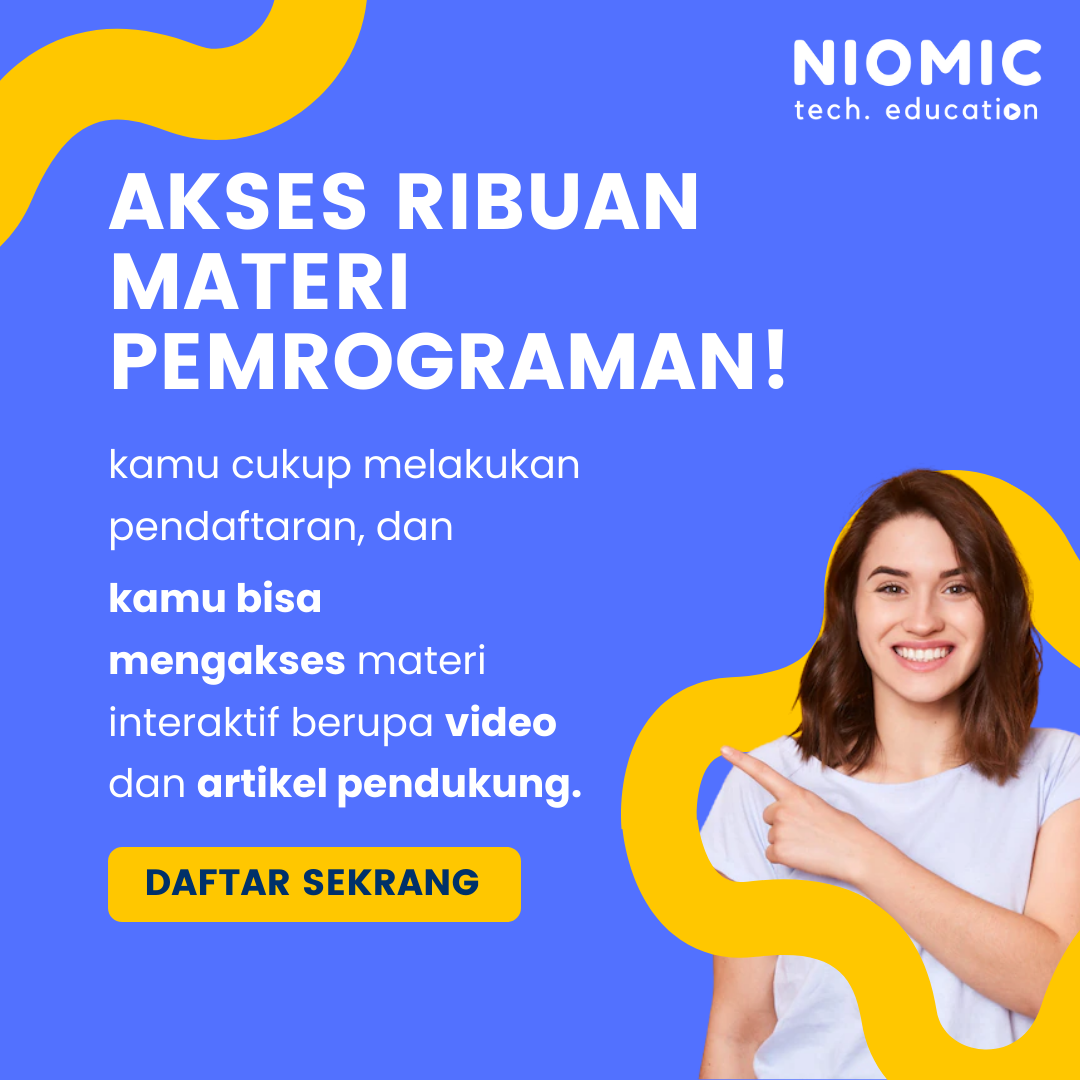 NIOMIC
tech. education
AKSES RIBUAN
MATERI
PEMROGRAMAN!
kamu cukup melakukan
pendaftaran, dan
kamu bisa
mengakses materi
interaktif berupa video
dan artikel pendukung.
DAFTAR SEKRANG